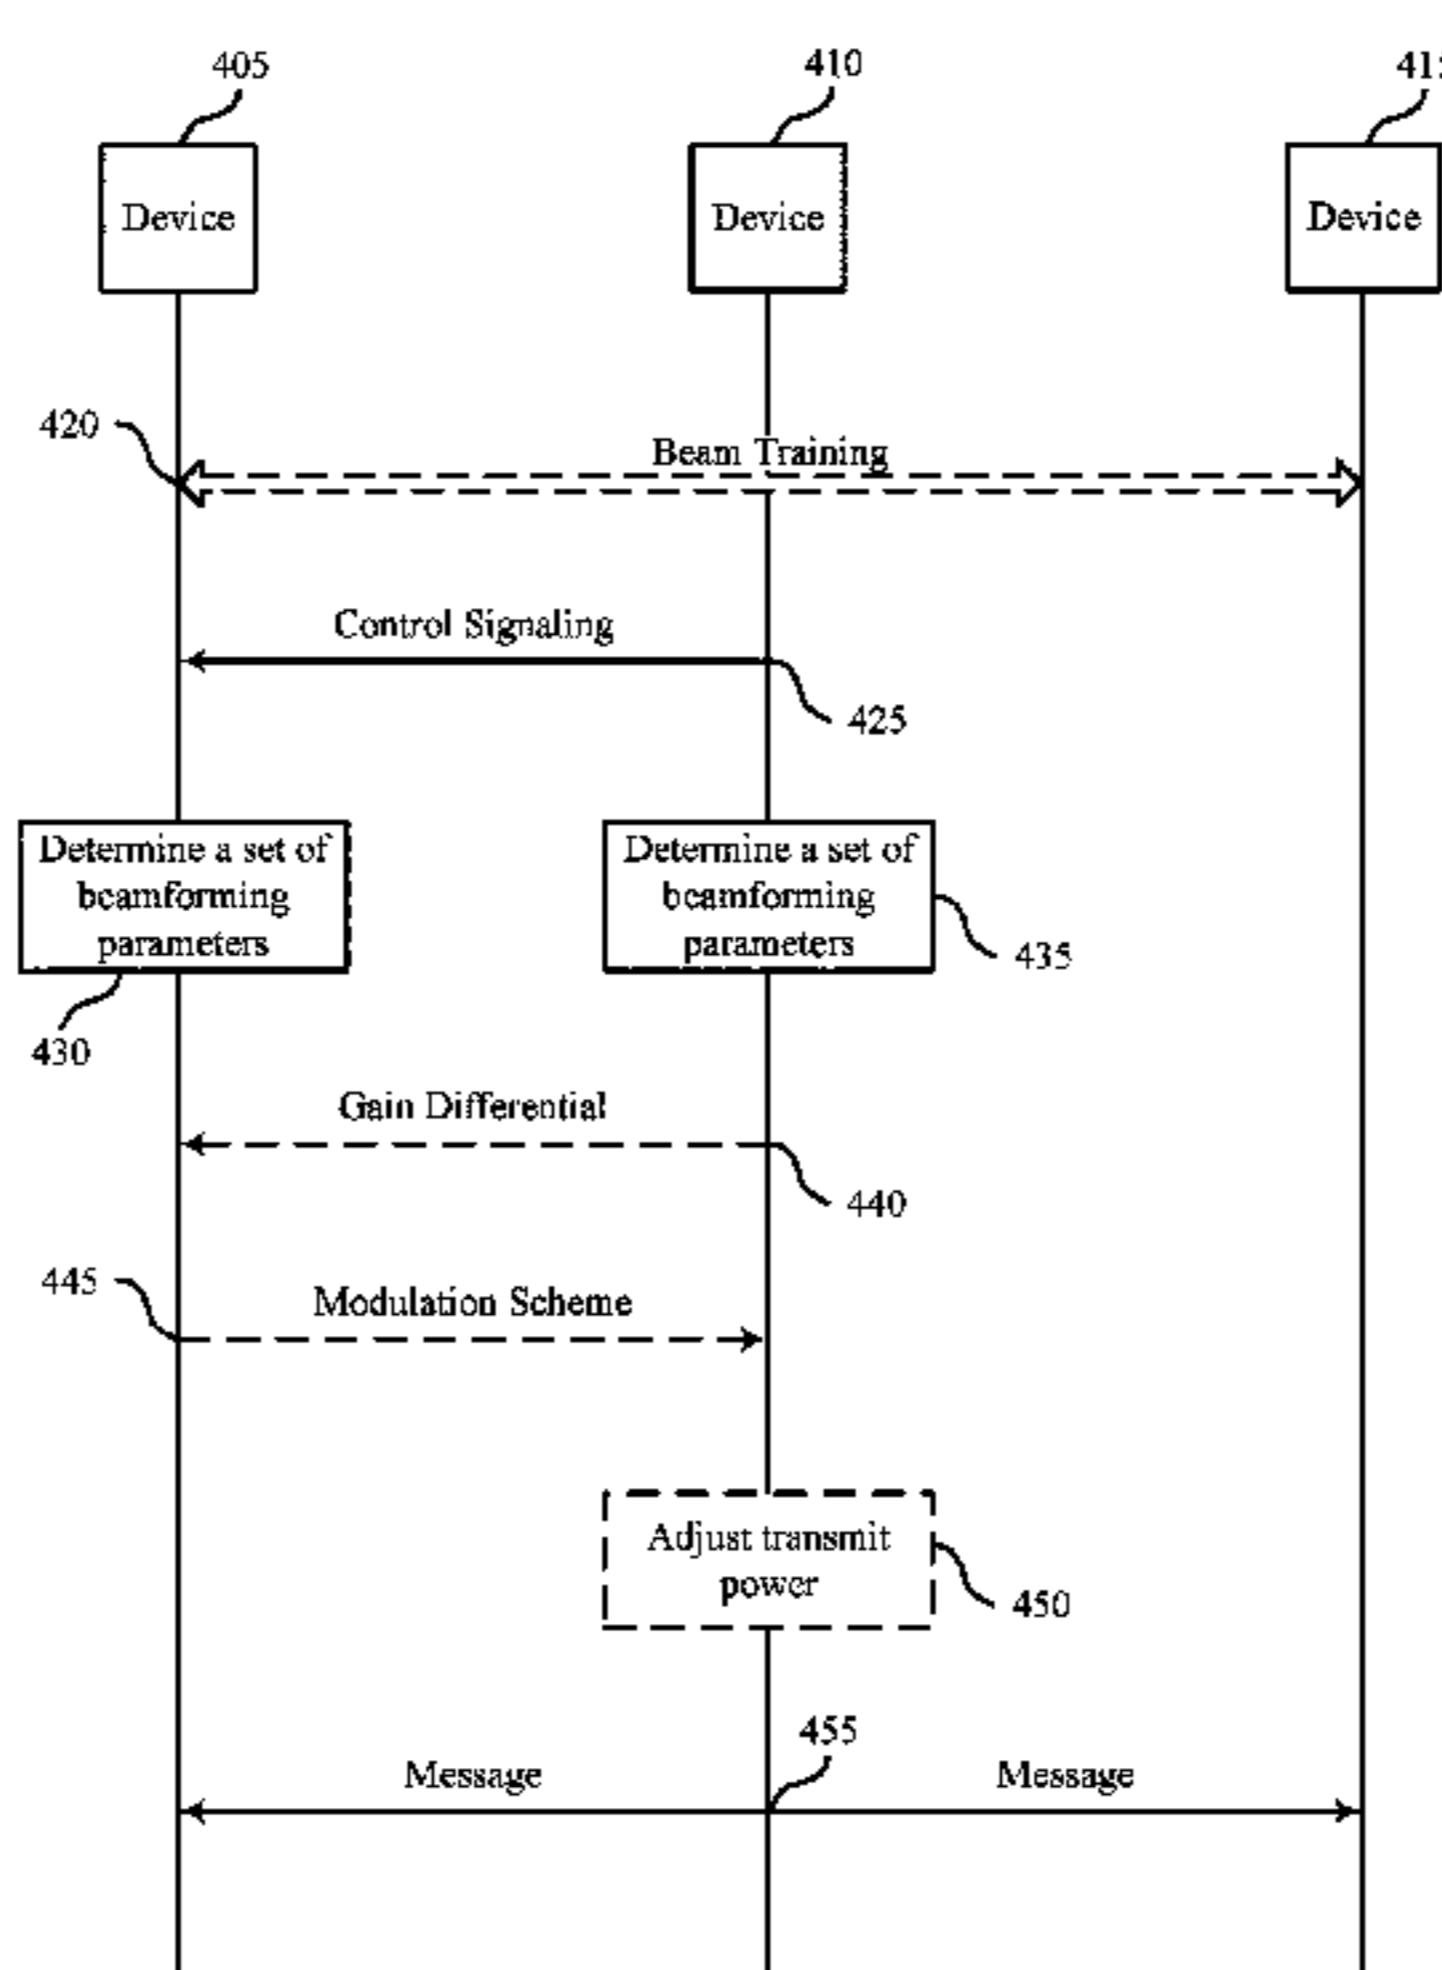 405
410
Device
Device
Device
420
Beam Training
Control Signaling
425
Determine a set of
beamforming
parameters
Determine a set of
beamforming
parameters
435
430
Gain Differential
440
445
Modulation Scheme
Adjust transmit
power
450
455
Message
Message